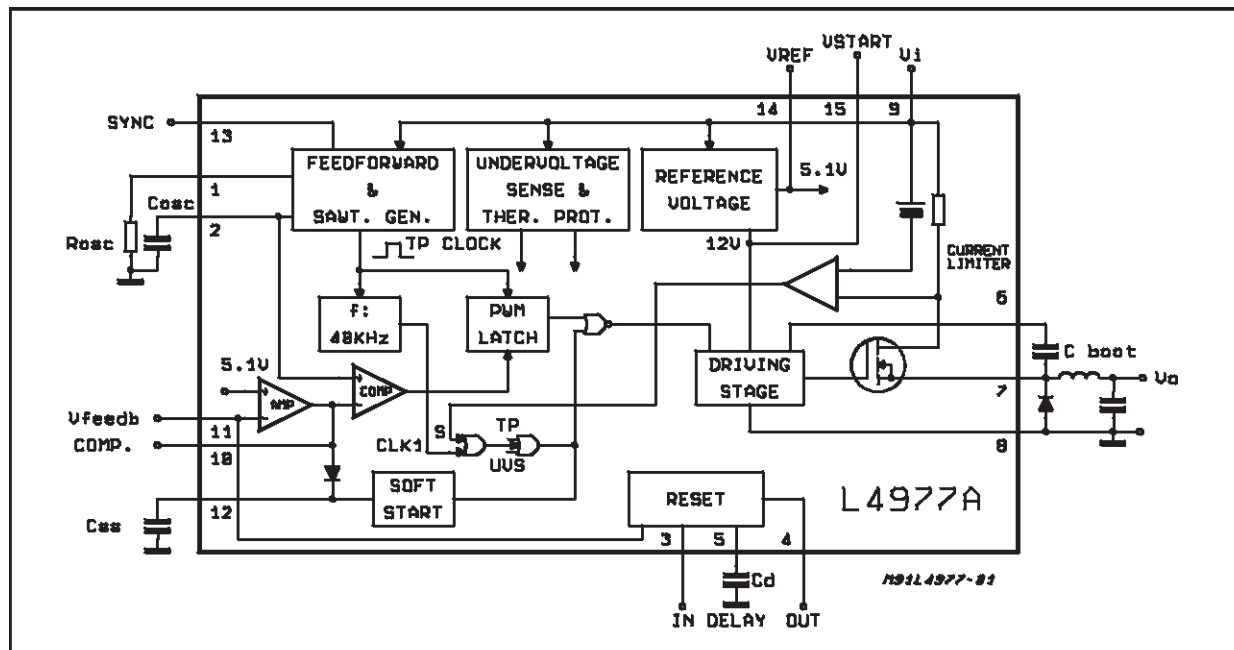 VREF
VSTART
Vi
14
15
9
SYNC
13
FEEDFORWARD
&
SAWT. GEN.
UNDERVOLTAGE
SENSE &
THER. PROT.
REFERENCE
VOLTAGE
5.1V
1
Cosc
2
Rosc
TP CLOCK
12V
CURRENT
LIMITER
6
f:
40KHz
PWM
LATCH
DRIVING
STAGE
C boot
5.1V
AMP
COMP
7
Vo
Vfeedb
11
COMP.
10
S
CLK1
TP
UVS
8
SOFT
START
RESET
L4977A
Css
12
3
5
4
Cd
M91L4977-01
IN
DELAY
OUT